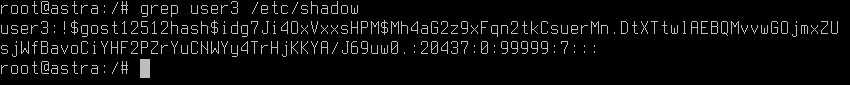 root@astra:/# grep user3 /etc/shadow
user3:!$gost12512hash$idg7Ji4OxVxxsHPM$Mh4aG2z9xFqn2tkCsuerMn.DtXTtwlAEBQMvvwGOjmxZU
sjWfBavoCiYHF2PZrYuCNWYy4TrHjKKYA/J69uw0.:20437:0:99999:7:::
root@astra:/#